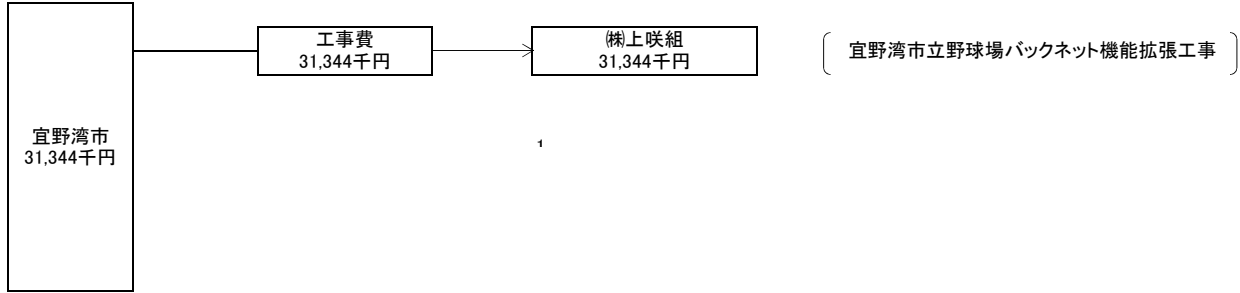 宜野湾市
31,344千円
工事費
31,344千円
㈱上咲組
31,344千円
宜野湾市立野球場バックネット機能拡張工事
1